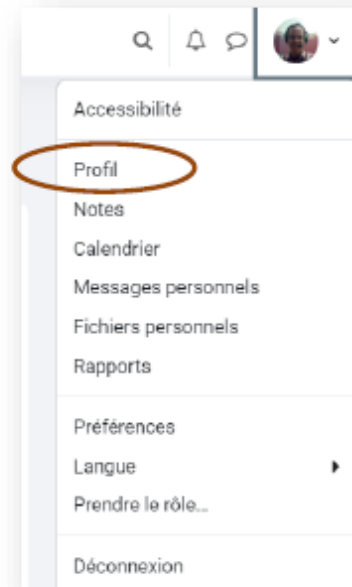 Accessibilité
Profil
Notes
Calendrier
Messages personnels
Fichiers personnels
Rapports
Préférences
Langue
Prendre le rôle...
Déconnexion